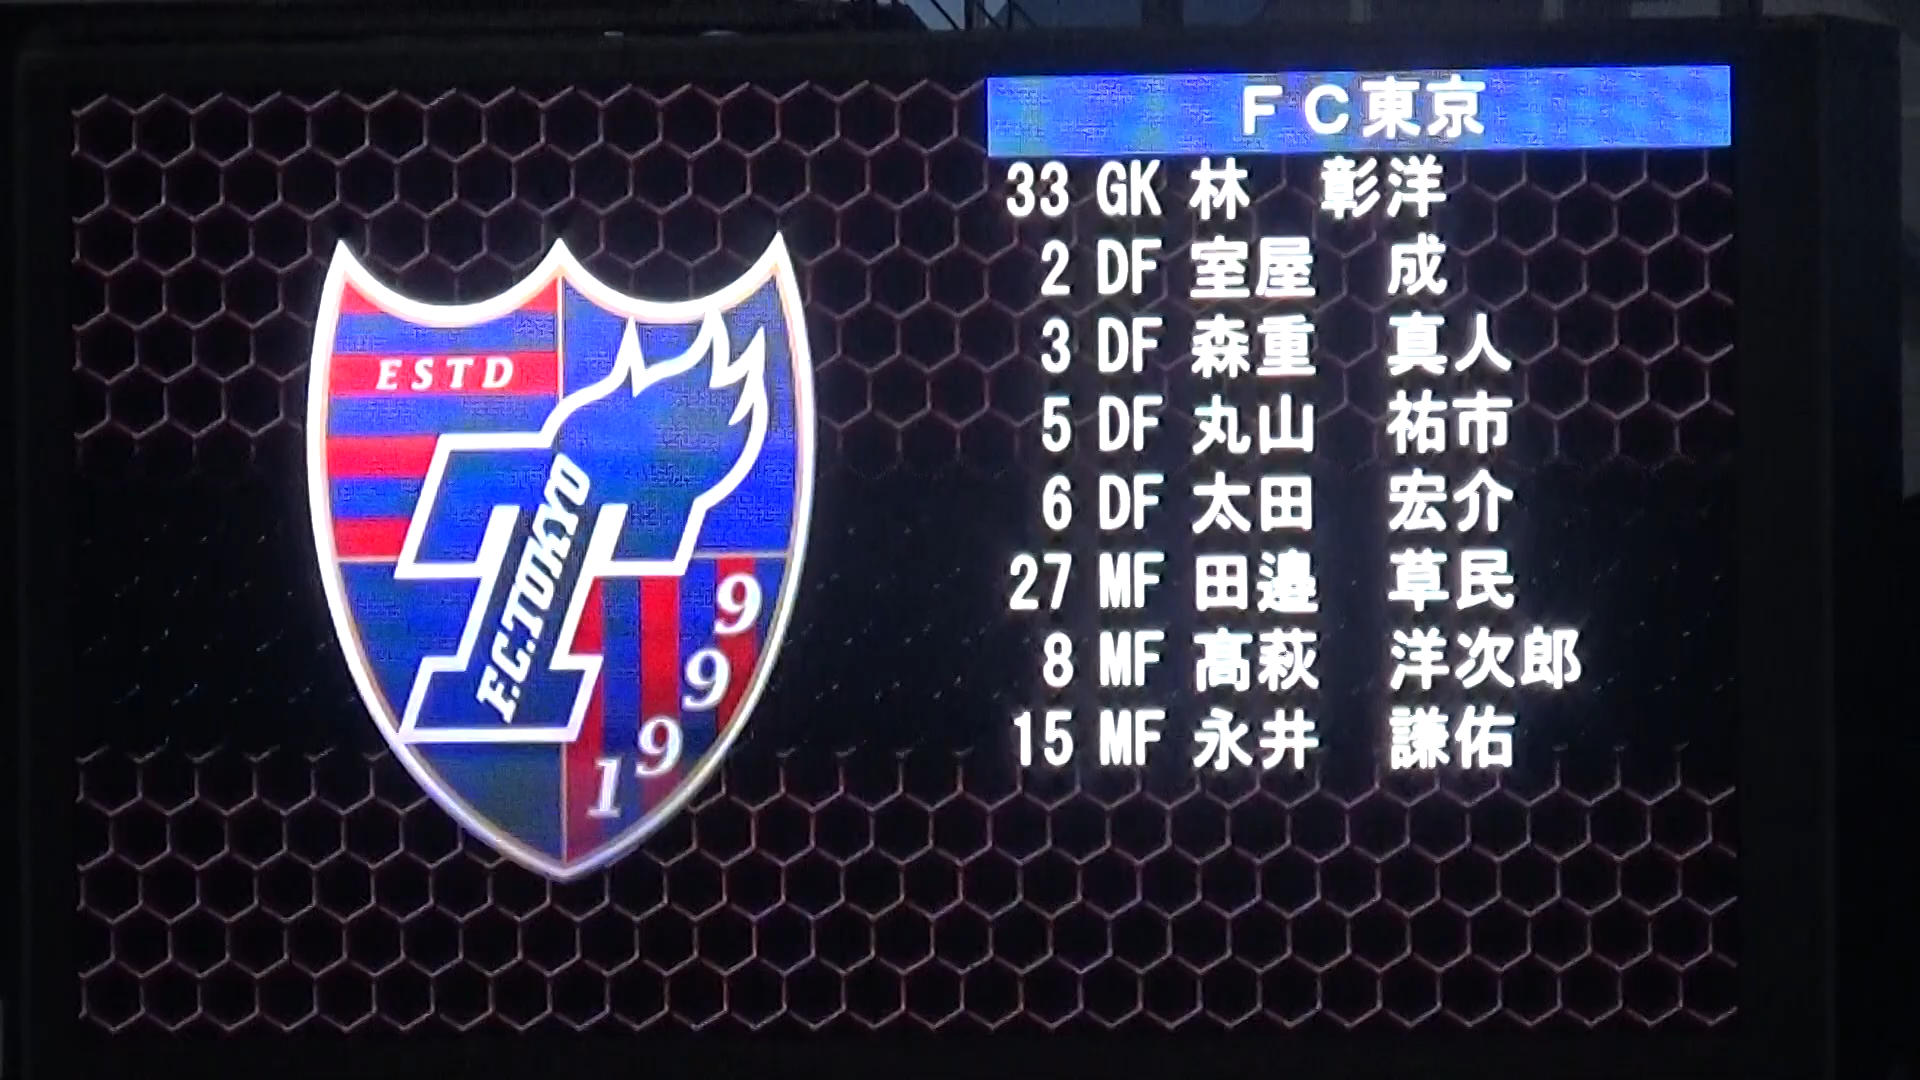 ＦＣ東京
33 GK 林　彰洋
2 DF 室屋　成
3 DF 森重　真人
5 DF 丸山　祐市
6 DF 太田　宏介
27 MF 田邉　草民
8 MF 髙萩　洋次郎
15 MF 永井　謙佑
ESTD
F.C.TOKYO
1999